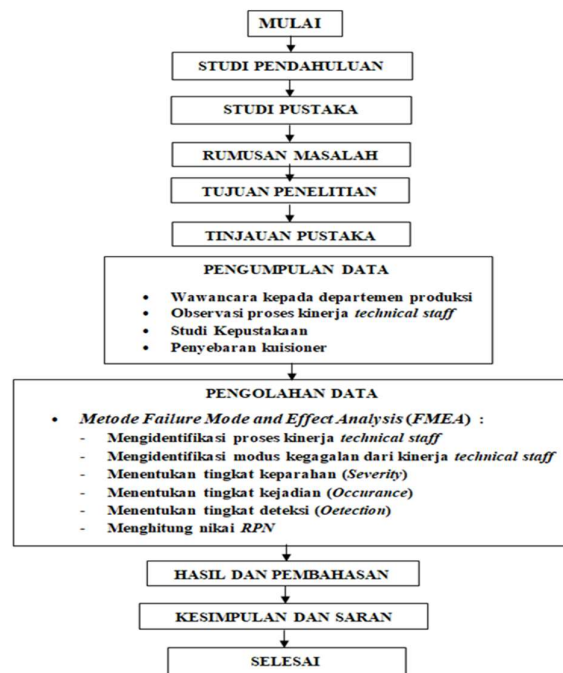 MULAI
STUDI PENDAHULUAN
STUDI PUSTAKA
RUMUSAN MASALAH
TUJUAN PENELITIAN
TINJAUAN PUSTAKA
PENGUMPULAN DATA
• Wawancara kepada departemen produksi
• Observasi proses kinerja technical staff
• Studi Kepustakaan
• Penyebaran kuisioner
PENGOLAHAN DATA
• Metode Failure Mode and Effect Analysis (FMEA) :
- Mengidentifikasi proses kinerja technical staff
- Mengidentifikasi modus kegagalan dari kinerja technical staff
- Menentukan tingkat keparahan (Severity)
- Menentukan tingkat kejadian (Occurance)
- Menentukan tingkat deteksi (Oetection)
- Menghitung nikai RPN
HASIL DAN PEMBAHASAN
KESIMPULAN DAN SARAN
SELESAI